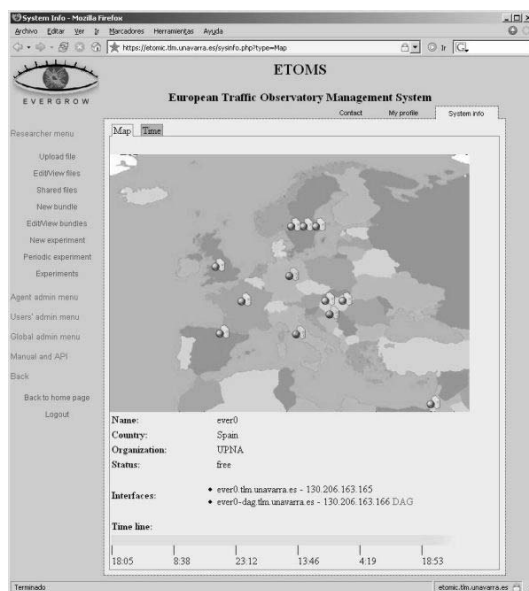 System Info - Mozilla Firefox
Archivo Editar Ver Ir Marcadores Herramientas Ayuda
https://etomic.tlm.unavarra.es/sysinfo.php?type=Map
Ir
ETOMS
EVERGROW
European Traffic Observatory Management System
Contact My profile System info
Researcher menu
Map Time
Upload file
Edit/View files
Shared files
New bundle
Edit/View bundles
New experiment
Periodic experiment
Experiments
Agent admin menu
Users' admin menu
Global admin menu
Manual and API
Back
Back to home page
Logout
Name: ever0
Country: Spain
Organization: UPNA
Status: free
Interfaces:
ever0.tlm.unavarra.es - 130.206.163.165
ever0-dag.tlm.unavarra.es - 130.206.163.166 DAG
Time line:
18:05 8:38 23:12 13:46 4:19 18:53
Terminado etomic.tlm.unavarra.es